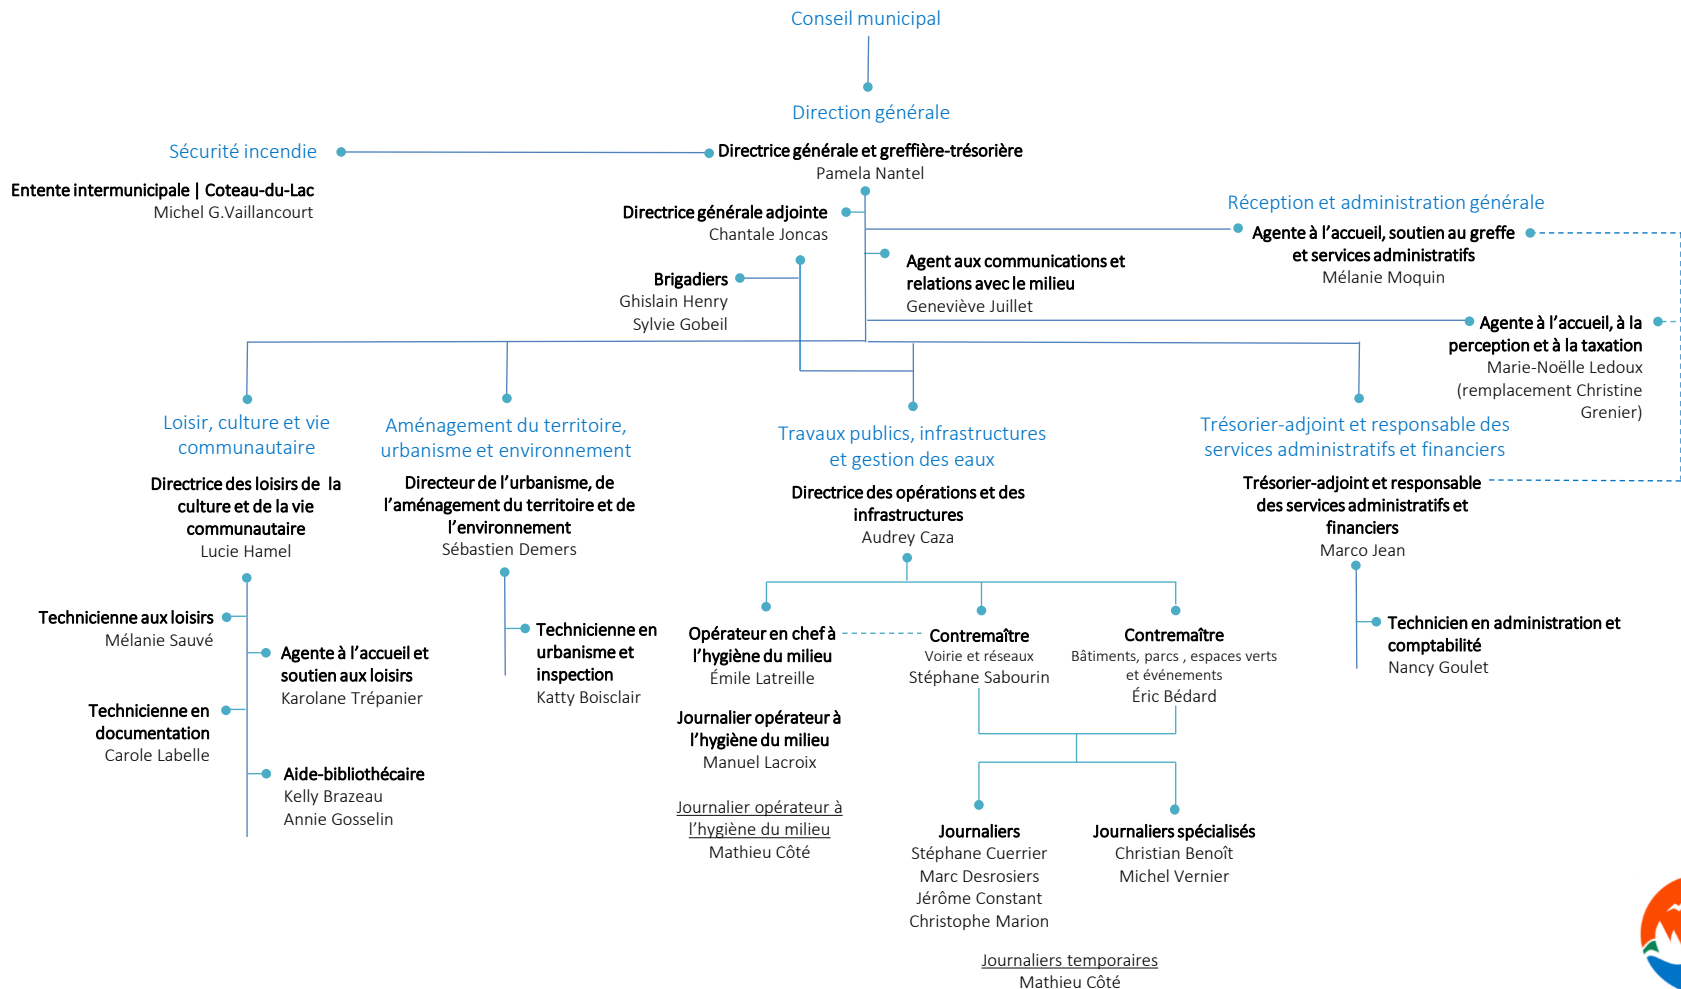 Conseil municipal
Direction générale
Sécurité incendie
Entente intermunicipale | Coteau-du-Lac
Michel G.Vaillancourt
Directrice générale et greffière-trésorière
Pamela Nantel
Directrice générale adjointe
Chantale Joncas
Brigadiers
Ghislain Henry
Sylvie Gobeil
Agent aux communications et
relations avec le milieu
Geneviève Juillet
Réception et administration générale
Agente à l'accueil, soutien au greffe
et services administratifs
Mélanie Moquin
Agente à l'accueil, à la
perception et à la taxation
Marie-Noëlle Ledoux
(remplacement Christine
Grenier)
Loisir, culture et vie
communautaire
Directrice des loisirs de la
culture et de la vie
communautaire
Lucie Hamel
Technicienne aux loisirs
Mélanie Sauvé
Agente à l'accueil et
soutien aux loisirs
Karolane Trépanier
Technicienne en
documentation
Carole Labelle
Aide-bibliothécaire
Kelly Brazeau
Annie Gosselin
Aménagement du territoire,
urbanisme et environnement
Directeur de l'urbanisme, de
l'aménagement du territoire et de
l'environnement
Sébastien Demers
Technicienne en
urbanisme et
inspection
Katty Boisclair
Travaux publics, infrastructures
et gestion des eaux
Directrice des opérations et des
infrastructures
Audrey Caza
Opérateur en chef à
l'hygiène du milieu
Émile Latreille
Journalier opérateur à
l'hygiène du milieu
Manuel Lacroix
Journalier opérateur à
l'hygiène du milieu
Mathieu Côté
Contremaître
Voirie et réseaux
Stéphane Sabourin
Contremaître
Bâtiments, parcs , espaces verts
et événements
Éric Bédard
Journaliers
Stéphane Cuerrier
Marc Desrosiers
Jérôme Constant
Christophe Marion
Journaliers temporaires
Mathieu Côté
Journaliers spécialisés
Christian Benoît
Michel Vernier
Trésorier-adjoint et responsable des
services administratifs et financiers
Trésorier-adjoint et responsable
des services administratifs et
financiers
Marco Jean
Technicien en administration et
comptabilité
Nancy Goulet